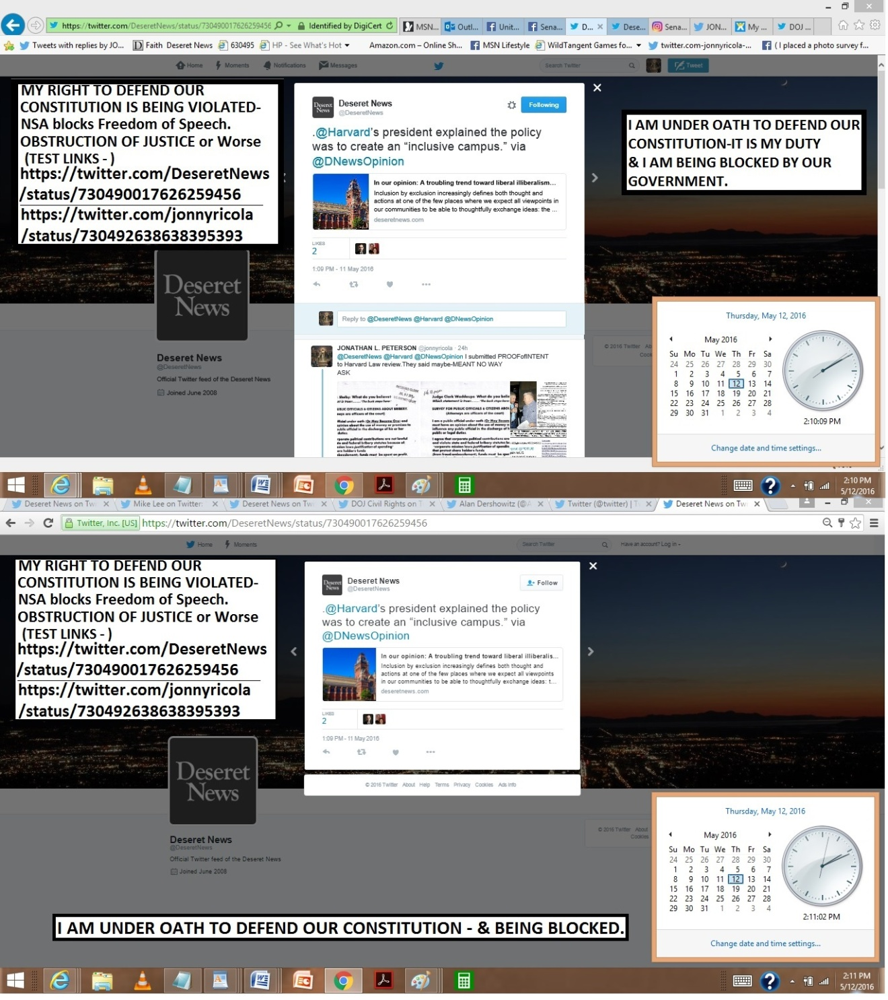 https://twitter.com/DeseretNews/status/730490017626259456
Identified by DigiCert
MSN...
Outl...
Unit...
Sena...
D...
Dese...
Sena...
JON...
My ...
DOJ ...
Tweets with replies by JO...
Faith Deseret News
630495
HP - See What's Hot
Amazon.com – Online Sh...
MSN Lifestyle
WildTangent Games fo...
twitter.com-jonnyricola-...
( I placed a photo survey f...
Home
Moments
Notifications
Messages
Search Twitter
Tweet
MY RIGHT TO DEFEND OUR
CONSTITUTION IS BEING VIOLATED-
NSA blocks Freedom of Speech.
OBSTRUCTION OF JUSTICE or Worse
(TEST LINKS - )
https://twitter.com/DeseretNews
/status/730490017626259456
https://twitter.com/jonnyricola
/status/730492638638395393
Deseret News
Deseret News
@DeseretNews
Following
.@Harvard's president explained the policy
was to create an “inclusive campus.” via
@DNewsOpinion
In our opinion: A troubling trend toward liberal illiberalism...
Inclusion by exclusion increasingly defines both thought and
actions at one of the few places where we expect all viewpoints in
our communities to be able to thoughtfully exchange ideas: the ...
deseretnews.com
LIKES
2
1:09 PM - 11 May 2016
Reply to @DeseretNews @Harvard @DNewsOpinion
JONATHAN L. PETERSON @jonnyricola · 24h
@DeseretNews @Harvard @DNewsOpinion I submitted PROOFofINTENT
to Harvard Law review.They said maybe-MEANT NO WAY
ASK
Shelby: What do you believe
Judge Clark Waddoups: What do you
SURVEY FOR PUBLIC OFFICIALS & CITIZENS
I AM UNDER OATH TO DEFEND OUR
CONSTITUTION-IT IS MY DUTY
& I AM BEING BLOCKED BY OUR
GOVERNMENT.
Deseret
News
Deseret News
@DeseretNews
Official Twitter feed of the Deseret News
Joined June 2008
© 2016 Twitter
Thursday, May 12, 2016
May 2016
Su Mo Tu We Th Fr Sa
24 25 26 27 28 29 30
1 2 3 4 5 6 7
8 9 10 11 12 13 14
15 16 17 18 19 20 21
22 23 24 25 26 27 28
29 30 31 1 2 3 4
2:10:09 PM
Change date and time settings...
2:10 PM
5/12/2016
Deseret News on Tw
Mike Lee on Twitter:
Deseret News on Tw
DOJ Civil Rights on T
Alan Dershowitz (@A
Twitter (@twitter) | T
Deseret News on Tw
Twitter, Inc. [US]
https://twitter.com/DeseretNews/status/730490017626259456
Home
Moments
Search Twitter
Have an account? Log in
MY RIGHT TO DEFEND OUR
CONSTITUTION IS BEING VIOLATED-
NSA blocks Freedom of Speech.
OBSTRUCTION OF JUSTICE or Worse
(TEST LINKS - )
https://twitter.com/DeseretNews
/status/730490017626259456
https://twitter.com/jonnyricola
/status/730492638638395393
Deseret News
Deseret News
@DeseretNews
Follow
.@Harvard's president explained the policy
was to create an “inclusive campus.” via
@DNewsOpinion
In our opinion: A troubling trend toward liberal illiberalis...
Inclusion by exclusion increasingly defines both thought and
actions at one of the few places where we expect all viewpoints
in our communities to be able to thoughtfully exchange ideas: t...
deseretnews.com
LIKES
2
1:09 PM - 11 May 2016
© 2016 Twitter About Help Terms Privacy Cookies Ads info
Deseret
News
Deseret News
@DeseretNews
Official Twitter feed of the Deseret News
Joined June 2008
© 2016 Twitter About
Cookies
I AM UNDER OATH TO DEFEND OUR CONSTITUTION - & BEING BLOCKED.
Thursday, May 12, 2016
May 2016
Su Mo Tu We Th Fr Sa
24 25 26 27 28 29 30
1 2 3 4 5 6 7
8 9 10 11 12 13 14
15 16 17 18 19 20 21
22 23 24 25 26 27 28
29 30 31 1 2 3 4
2:11:02 PM
Change date and time settings...
2:11 PM
5/12/2016